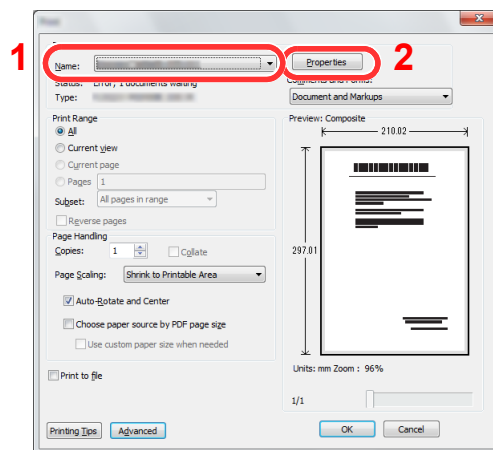 Print
1
2
Name:
Properties
Status: Error; 1 documents waiting
Comments and Forms:
Type:
Document and Markups
Print Range
All
Current view
Current page
Pages 1
Subset: All pages in range
Reverse pages
Preview: Composite
210.02
297.01
Page Handling
Copies: 1 Collate
Page Scaling: Shrink to Printable Area
Auto-Rotate and Center
Choose paper source by PDF page size
Use custom paper size when needed
Print to file
Units: mm Zoom : 96%
1/1
Printing Tips
Advanced
OK
Cancel